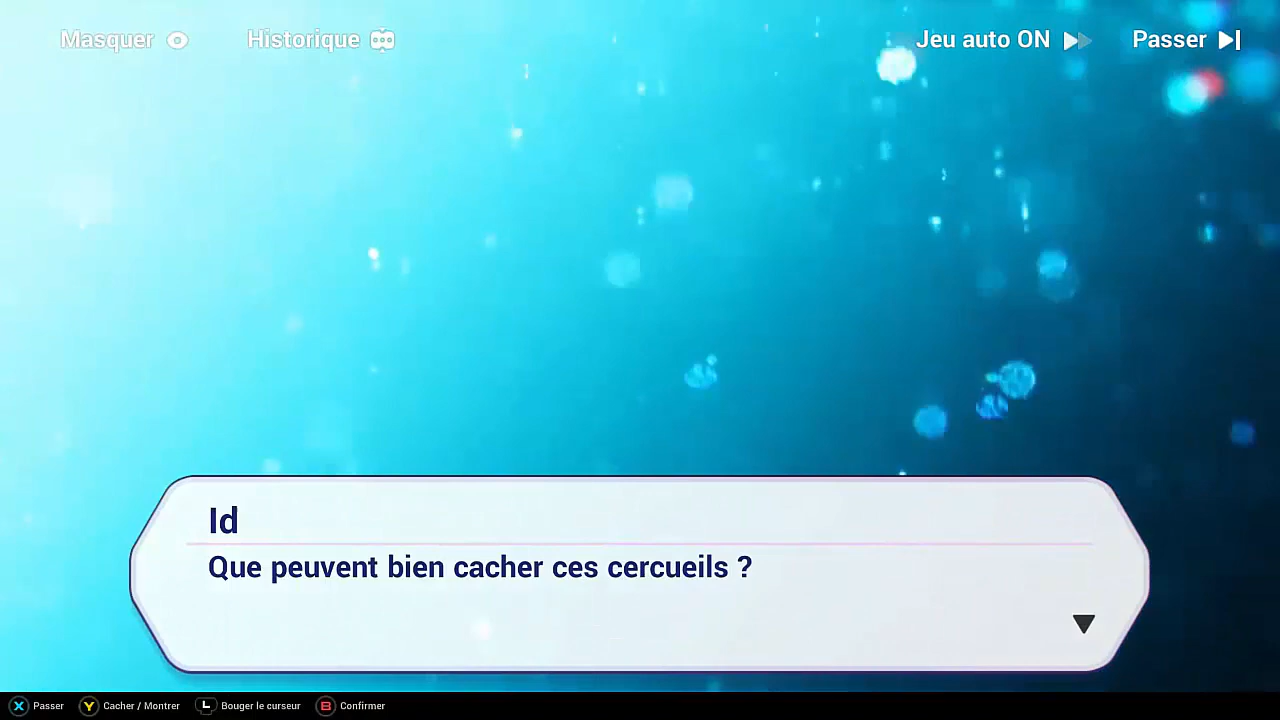 Masquer
Historique
Jeu auto ON
Passer
Id
Que peuvent bien cacher ces cercueils ?
X Passer
Y Cacher / Montrer
L Bouger le curseur
B Confirmer